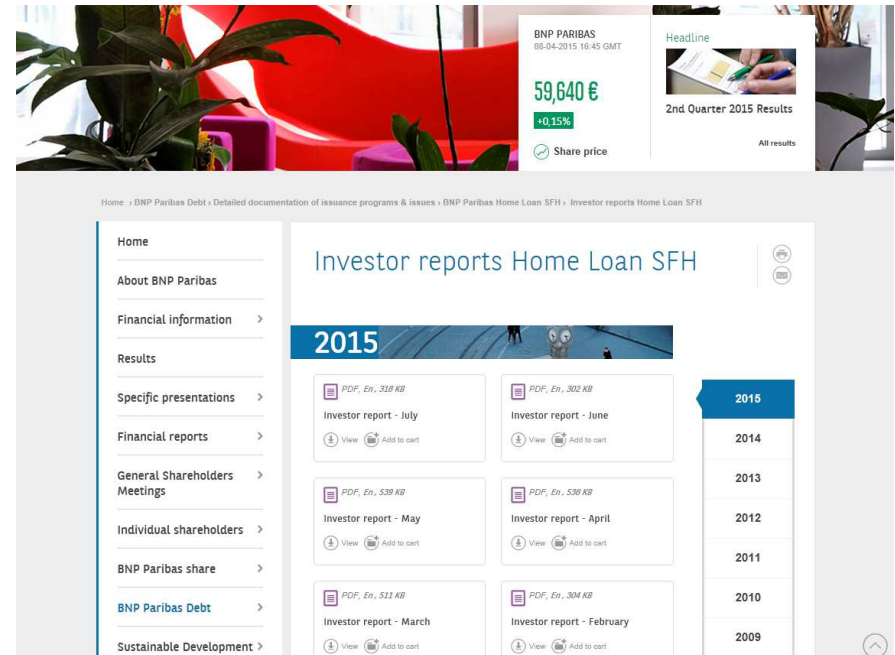 BNP PARIBAS
08-04-2015 16:45 GMT
59,640 €
+0,15%
Share price
Headline
2nd Quarter 2015 Results
All results
Home › BNP Paribas Debt › Detailed documentation of issuance programs & issues › BNP Paribas Home Loan SFH › Investor reports Home Loan SFH
Home
About BNP Paribas
Financial information
Results
Specific presentations
Financial reports
General Shareholders
Meetings
Individual shareholders
BNP Paribas share
BNP Paribas Debt
Sustainable Development
Investor reports Home Loan SFH
2015
PDF, En, 318 KB
Investor report - July
View Add to cart
PDF, En, 302 KB
Investor report - June
View Add to cart
PDF, En, 539 KB
Investor report - May
View Add to cart
PDF, En, 538 KB
Investor report - April
View Add to cart
PDF, En, 511 KB
Investor report - March
View Add to cart
PDF, En, 304 KB
Investor report - February
View Add to cart
2015
2014
2013
2012
2011
2010
2009